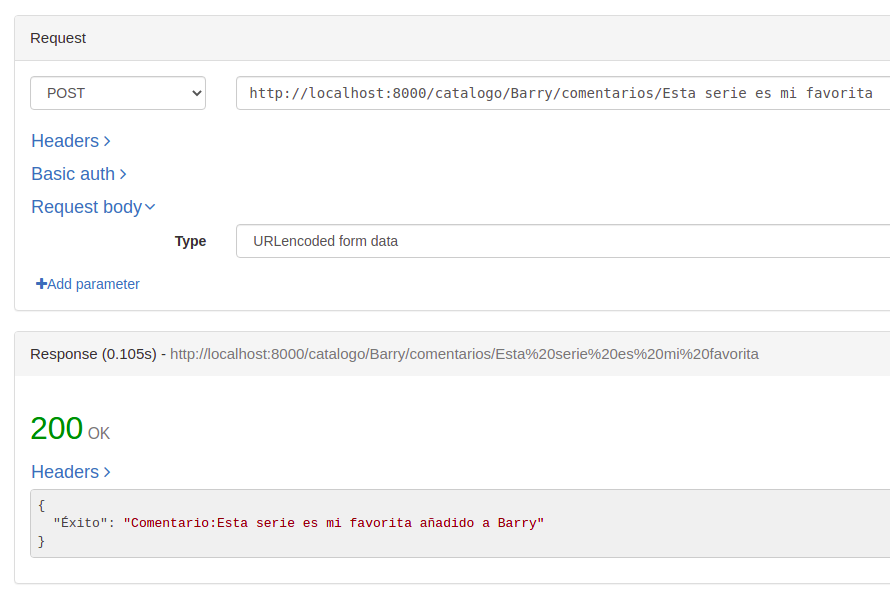 Request
POST
http://localhost:8000/catalogo/Barry/comentarios/Esta serie es mi favorita
Headers
Basic auth
Request body
Type
URLencoded form data
Add parameter
Response (0.105s) - http://localhost:8000/catalogo/Barry/comentarios/Esta%20serie%20es%20mi%20favorita
200 OK
Headers
{
"Éxito": "Comentario:Esta serie es mi favorita añadido a Barry"
}